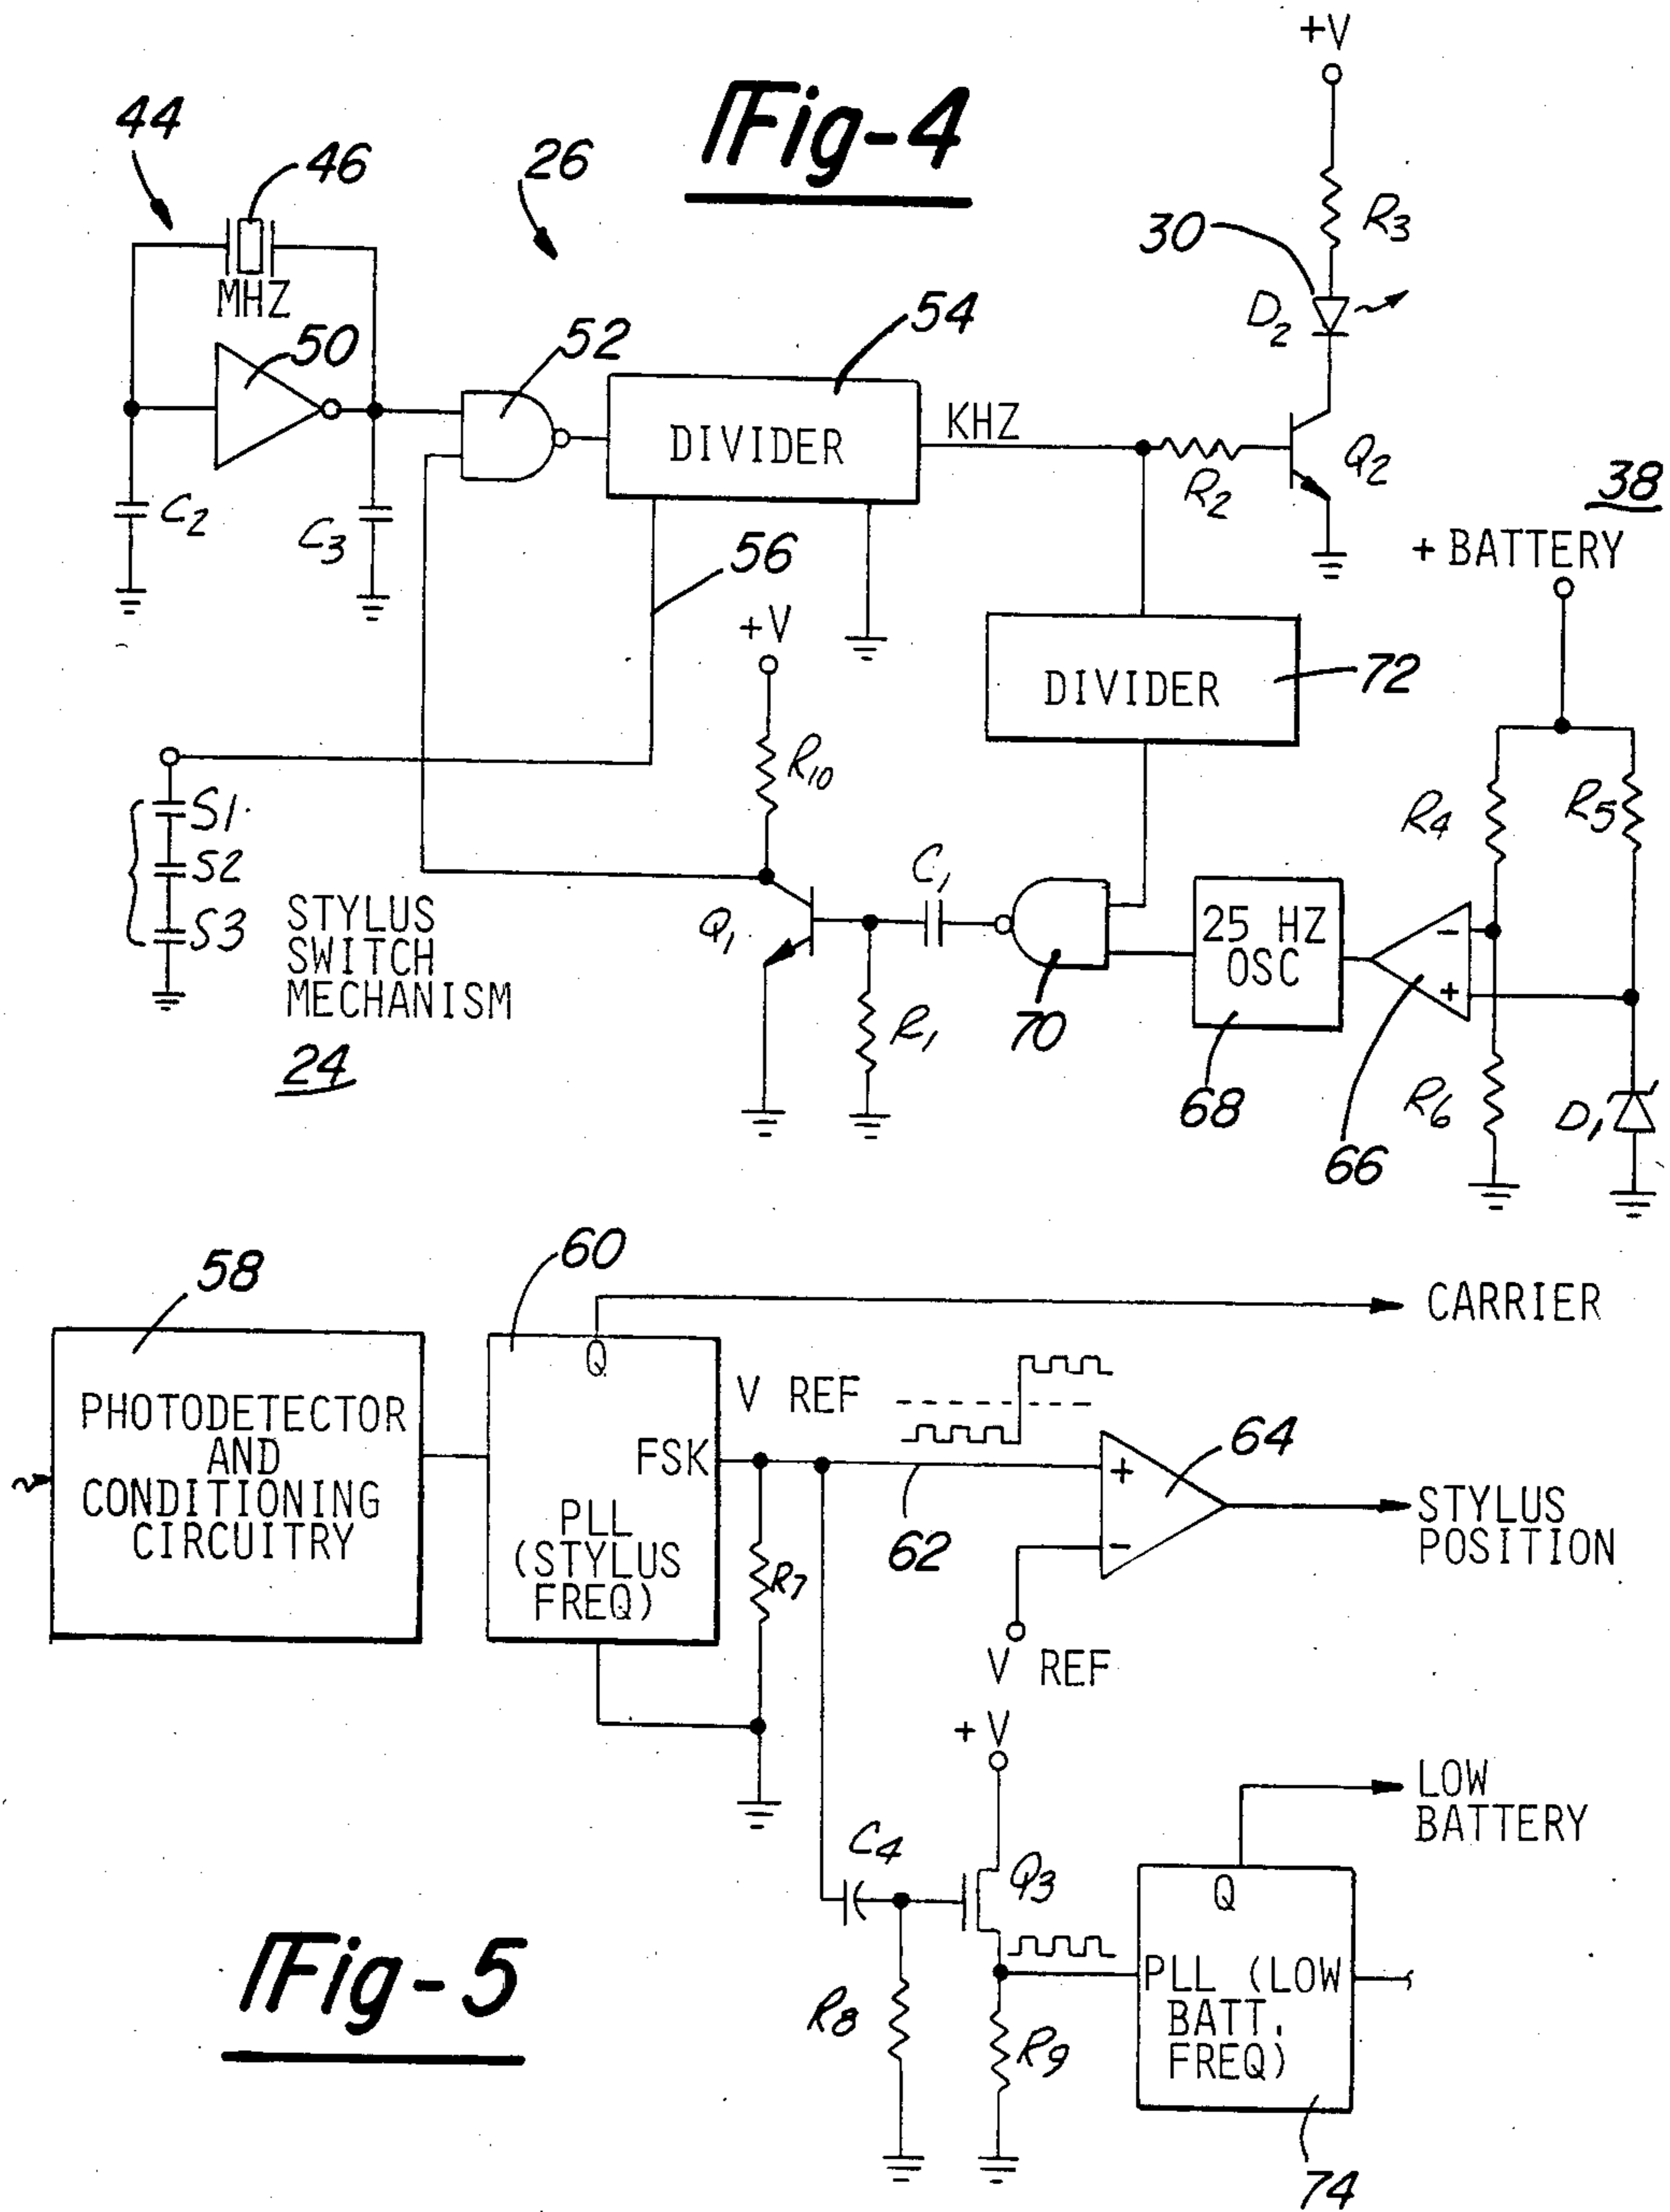 Fig-4
+V
44
46
26
R3
30
MHZ
D2
50
52
54
DIVIDER
KHZ
R2
Q2
38
C2
C3
56
+ BATTERY
+V
DIVIDER
72
R10
R4
R5
S1
S2
S3
STYLUS
SWITCH
MECHANISM
24
Q1
C1
25 HZ
OSC
-
+
70
R1
68
66
R6
D1
58
60
CARRIER
Q
PHOTODETECTOR
AND
CONDITIONING
CIRCUITRY
V REF
FSK
64
+
-
PLL
(STYLUS
FREQ)
62
STYLUS
POSITION
R7
V REF
+V
LOW
BATTERY
C4
Q3
Q
PLL (LOW
BATT.
FREQ)
R8
R9
Fig-5
74